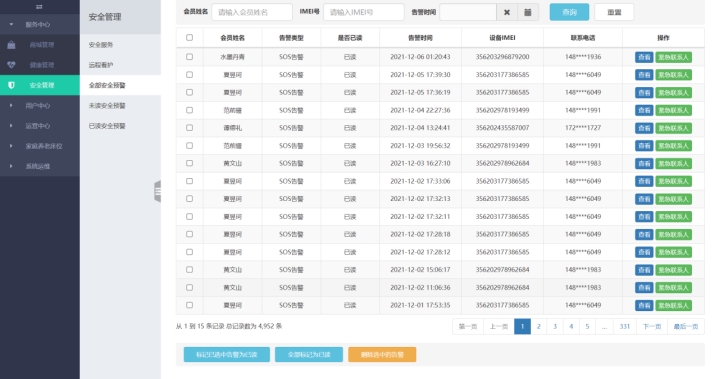 服务中心
商城管理
健康管理
安全管理
用户中心
运营中心
家庭养老床位
系统运维
安全管理
安全服务
远程看护
全部安全预警
未读安全预警
已读安全预警
会员姓名 请输入会员姓名 IMEI号 请输入IMEI号 告警时间 查询 重置
会员姓名 告警类型 是否已读 告警时间 设备IMEI 联系电话 操作
水墨丹青 SOS告警 已读 2021-12-06 01:20:43 356203296879200 148****1936 查看 紧急联系人
夏昱珂 SOS告警 已读 2021-12-05 17:39:30 356203177386585 148****6049 查看 紧急联系人
夏昱珂 SOS告警 已读 2021-12-05 17:36:19 356203177386585 148****6049 查看 紧急联系人
SOS告警 已读 2021-12-04 22:27:36 356202978193499 148****1991 查看 紧急联系人
SOS告警 已读 2021-12-04 13:24:41 356202435587007 172****1727 查看 紧急联系人
SOS告警 已读 2021-12-03 19:56:32 356202978193499 148****1991 查看 紧急联系人
黄文山 SOS告警 已读 2021-12-03 16:27:10 356202978962684 148****1983 查看 紧急联系人
夏昱珂 SOS告警 已读 2021-12-02 17:33:06 356203177386585 148****6049 查看 紧急联系人
夏昱珂 SOS告警 已读 2021-12-02 17:32:13 356203177386585 148****6049 查看 紧急联系人
夏昱珂 SOS告警 已读 2021-12-02 17:32:11 356203177386585 148****6049 查看 紧急联系人
夏昱珂 SOS告警 已读 2021-12-02 17:28:18 356203177386585 148****6049 查看 紧急联系人
夏昱珂 SOS告警 已读 2021-12-02 17:28:12 356203177386585 148****6049 查看 紧急联系人
黄文山 SOS告警 已读 2021-12-02 15:06:17 356202978962684 148****1983 查看 紧急联系人
黄文山 SOS告警 已读 2021-12-02 11:06:36 356202978962684 148****1983 查看 紧急联系人
夏昱珂 SOS告警 已读 2021-12-01 17:53:35 356203177386585 148****6049 查看 紧急联系人
从 1 到 15 条记录 总记录数为 4,952 条 第一页 上一页 1 2 3 4 5 ... 331 下一页 最后一页
标记已选中告警为已读 全部标记为已读 删除选中的告警